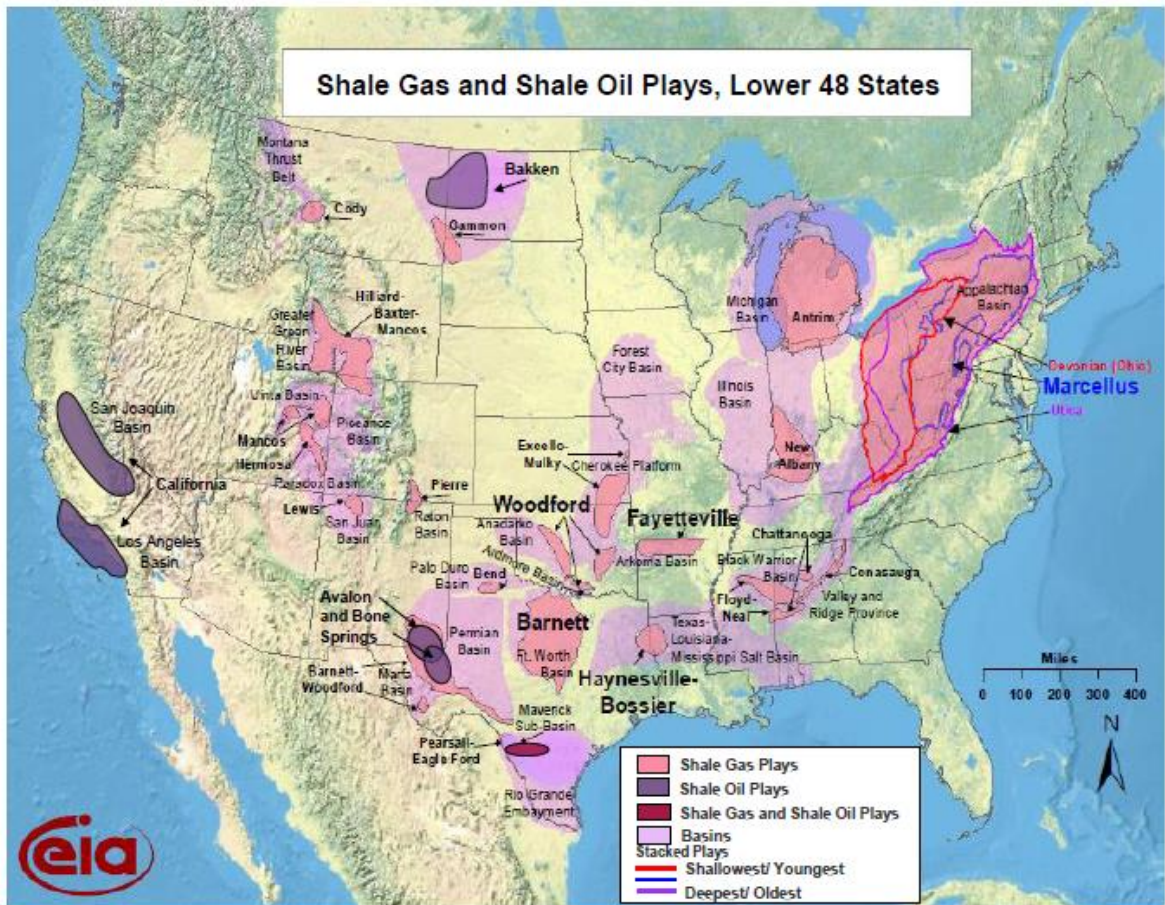 Shale Gas and Shale Oil Plays, Lower 48 States
Montana
Thrust
Belt
Bakken
Cody
Gammon
Hilliard-
Baxter-
Mancos
Greater
Green
River
Basin
Michigan
Basin
Antrim
Appalachian
Basin
Devonian (Ohio)
Marcellus
Utica
Forest
City Basin
Illinois
Basin
Uinta Basin
Piceance
Basin
Mancos
Hermosa
Paradox Basin
San Joaquin
Basin
California
Los Angeles
Basin
Excello-
Mulky
Cherokee Platform
New
Albany
Lewis
San Juan
Basin
Pierre
Raton
Basin
Woodford
Anadarko
Basin
Ardmore Basin
Arkoma Basin
Fayetteville
Chattanooga
Black Warrior
Basin
Conasauga
Valley and
Ridge Province
Floyd-
Neal
Palo Duro
Basin
Bend
Avalon
and Bone
Springs
Permian
Basin
Barnett
Ft. Worth
Basin
Texas-
Louisiana-
Mississippi Salt Basin
Haynesville-
Bossier
Barnett-
Woodford
Marfa
Basin
Maverick
Sub-Basin
Pearsall-
Eagle Ford
Rio Grande
Embayment
Miles
0 100 200 300 400
N
Shale Gas Plays
Shale Oil Plays
Shale Gas and Shale Oil Plays
Basins
Stacked Plays
Shallowest/ Youngest
Deepest/ Oldest
eia